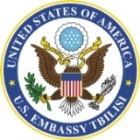 UNITED STATES OF AMERICA
U.S. EMBASSY TBILISI